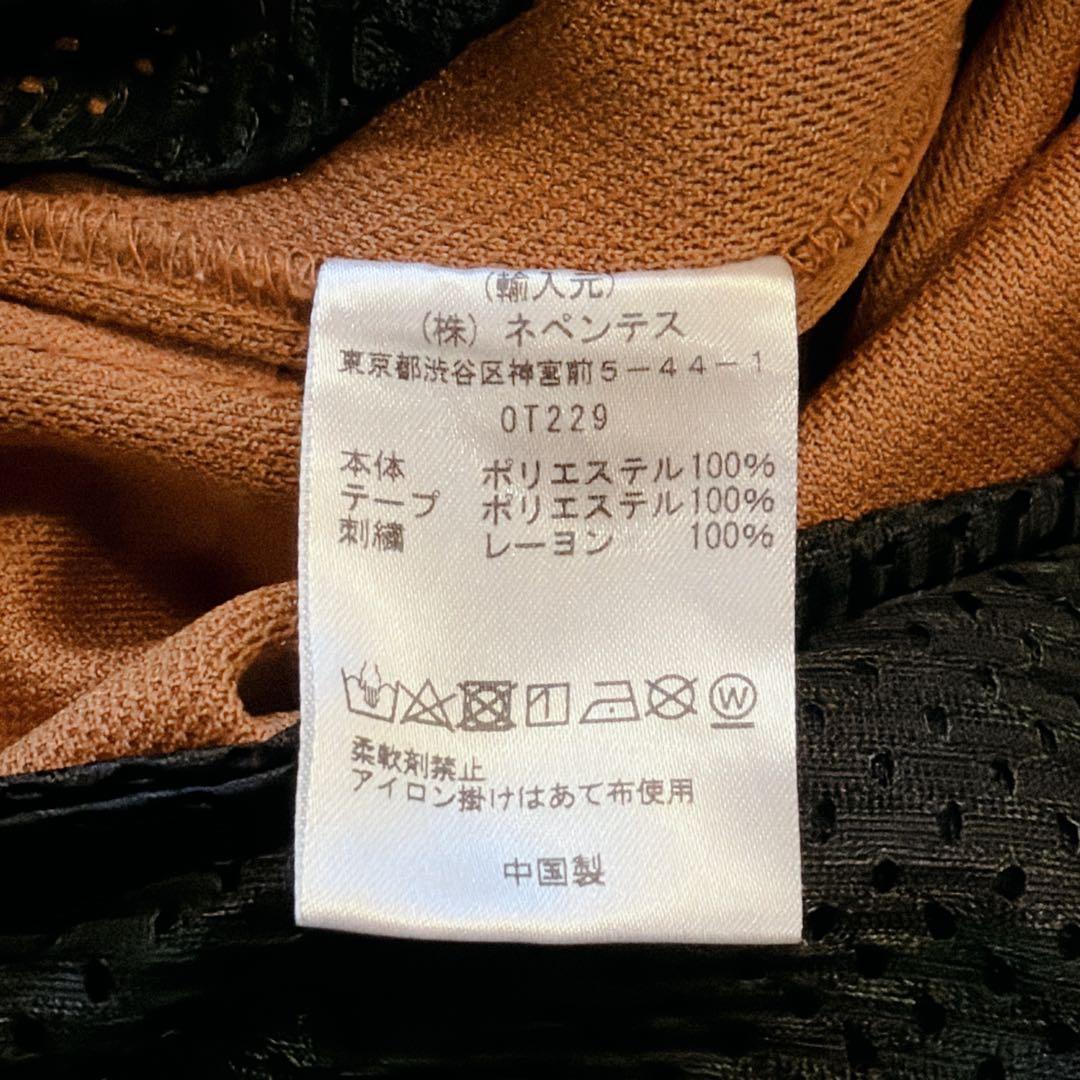 (輸入元)
(株) ネペンテス
東京都渋谷区神宮前5-44-1
OT229
本体 ポリエステル100%
テープ ポリエステル100%
刺繍 レーヨン 100%
W
柔軟剤禁止
アイロン掛けはあて布使用
中国製